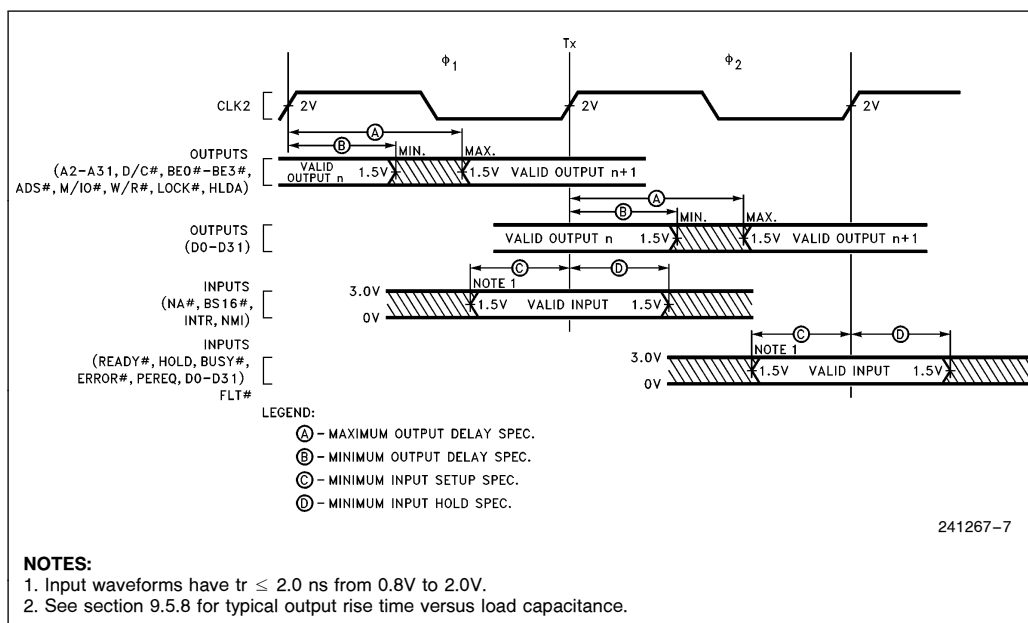 Tx
ϕ1
ϕ2
CLK2
2V
2V
2V
A
B
MIN.
MAX.
OUTPUTS
(A2-A31, D/C#, BE0#-BE3#,
ADS#, M/IO#, W/R#, LOCK#, HLDA)
VALID
OUTPUT n
1.5V
1.5V
VALID OUTPUT n+1
A
B
MIN.
MAX.
OUTPUTS
(D0-D31)
VALID OUTPUT n
1.5V
1.5V
VALID OUTPUT n+1
C
D
INPUTS
(NA#, BS16#,
INTR, NMI)
3.0V
0V
NOTE 1
1.5V
VALID INPUT
1.5V
C
D
INPUTS
(READY#, HOLD, BUSY#,
ERROR#, PEREQ, D0-D31)
FLT#
3.0V
0V
NOTE 1
1.5V
VALID INPUT
1.5V
LEGEND:
A - MAXIMUM OUTPUT DELAY SPEC.
B - MINIMUM OUTPUT DELAY SPEC.
C - MINIMUM INPUT SETUP SPEC.
D - MINIMUM INPUT HOLD SPEC.
241267-7
NOTES:
1. Input waveforms have tr ≤ 2.0 ns from 0.8V to 2.0V.
2. See section 9.5.8 for typical output rise time versus load capacitance.